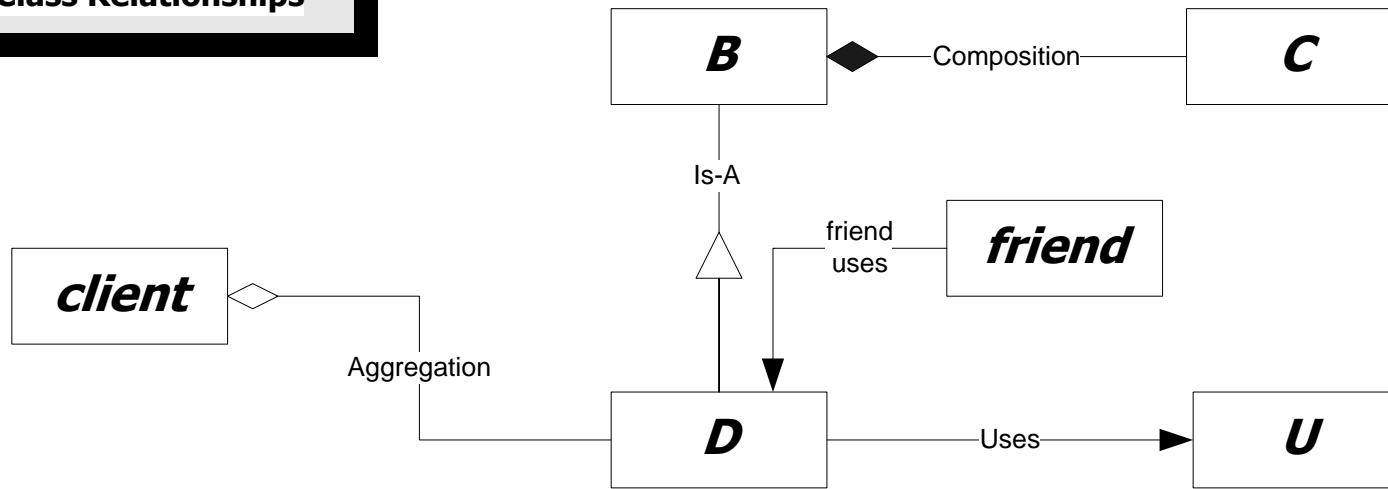 Class Relationships
B
Composition
C
Is-A
friend
uses
friend
client
Aggregation
D
Uses
U